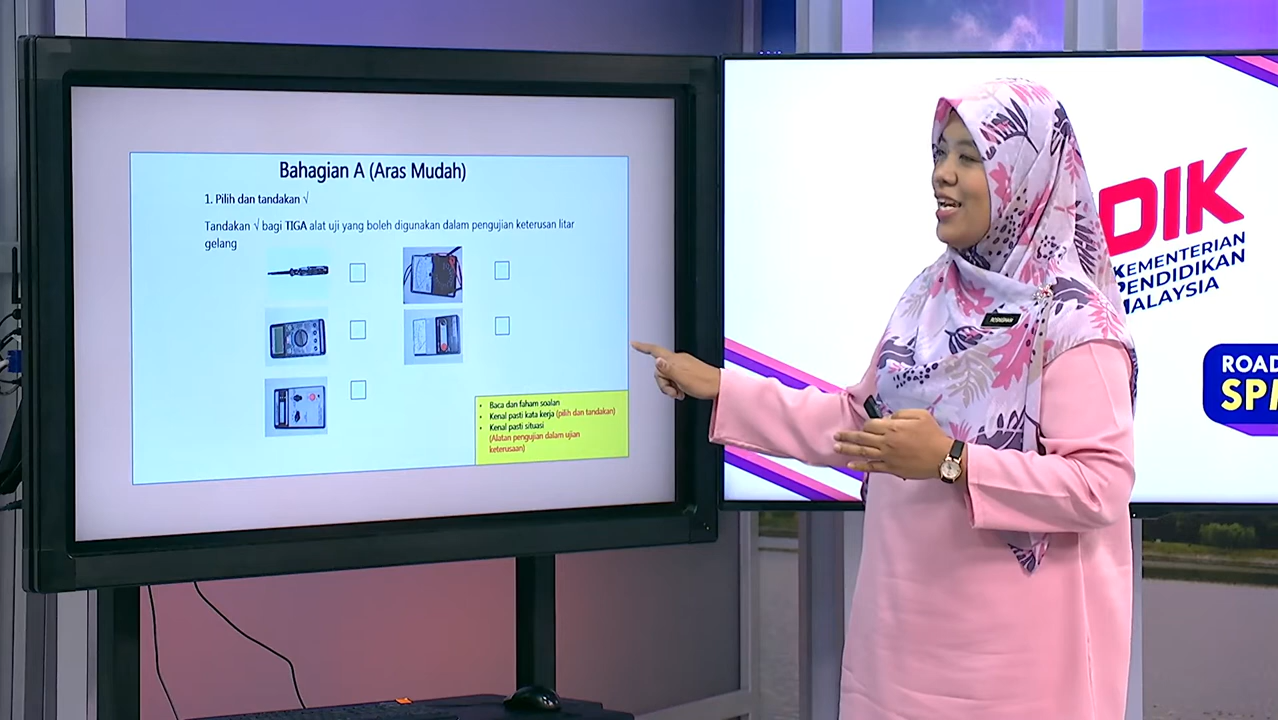 Bahagian A (Aras Mudah)
1. Pilih dan tandakan √
Tandakan √ bagi TIGA alat uji yang boleh digunakan dalam pengujian keterusan litar
gelang
• Baca dan faham soalan
• Kenal pasti kata kerja (pilih dan tandakan)
• Kenal pasti situasi
(Alatan pengujian dalam ujian
keterusaan)
DIK
KEMENTERIAN
PENDIDIKAN
MALAYSIA
ROAD
SPM